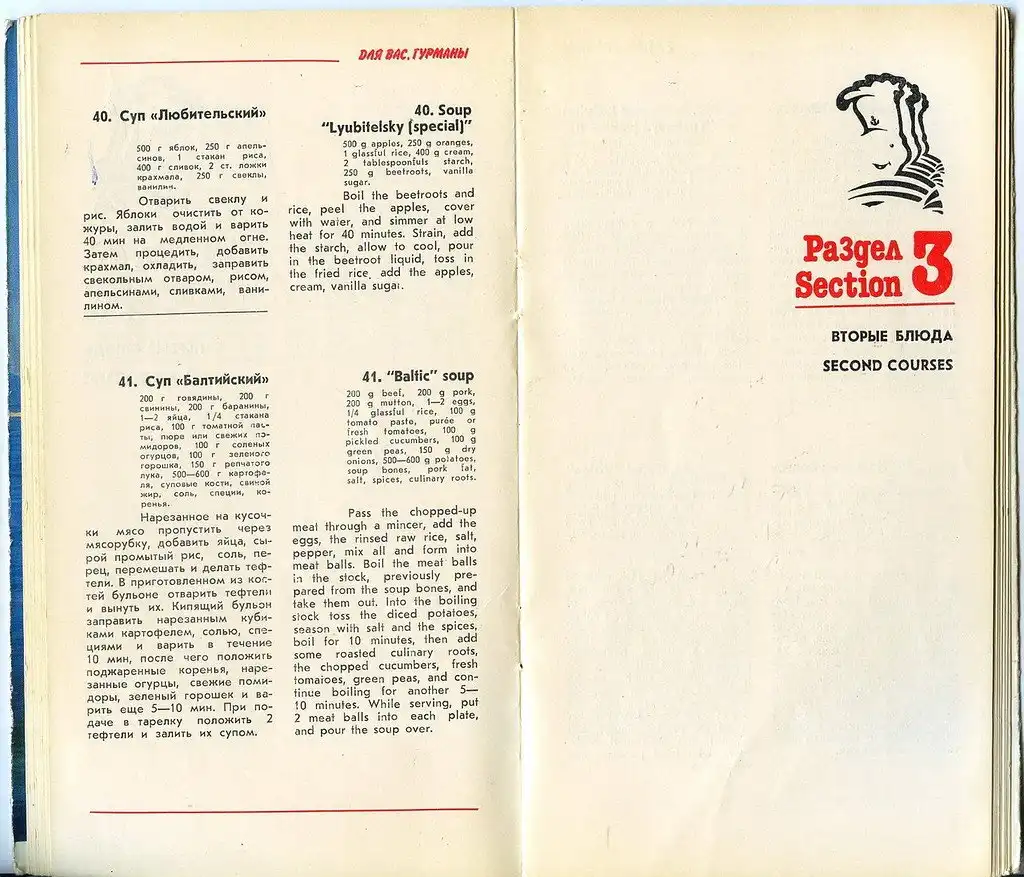 ДЛЯ ВАС, ГУРМАНЫ
40. Суп «Любительский»
500 г яблок, 250 г апель-
синов, 1 стакан риса,
400 г сливок, 2 ст. ложки
крахмала, 250 г свеклы,
ванилин.
Отварить свеклу и
рис. Яблоки очистить от ко-
журы, залить водой и варить
40 мин на медленном огне.
Затем процедить, добавить
крахмал, охладить, заправить
свекольным отваром, рисом,
апельсинами, сливками, вани-
лином.
40. Soup
"Lyubitelsky (special)"
500 g apples, 250 g oranges,
1 glassful rice, 400 g cream,
2 tablespoonfuls starch,
250 g beetroots, vanilla
sugar.
Boil the beetroots and
rice, peel the apples, cover
with water, and simmer at low
heat for 40 minutes. Strain, add
the starch, allow to cool, pour
in the beetroot liquid, toss in
the fried rice, add the apples,
cream, vanilla sugar.
41. Суп «Балтийский»
200 г говядины, 200 г
свинины, 200 г баранины,
1—2 яйца, 1/4 стакана
риса, 100 г томатной пас-
ты, пюре или свежих по-
мидоров, 100 г соленых
огурцов, 100 г зеленого
горошка, 150 г репчатого
лука, 500—600 г картофе-
ля, суповые кости, свиной
жир, соль, специи, ко-
ренья.
Нарезанное на кусоч-
ки мясо пропустить через
мясорубку, добавить яйца, сы-
рой промытый рис, соль, пе-
рец, перемешать и делать теф-
тели. В приготовленном из кос-
тей бульоне отварить тефтели
и вынуть их. Кипящий бульон
заправить нарезанным куби-
ками картофелем, солью, спе-
циями и варить в течение
10 мин, после чего положить
поджаренные коренья, наре-
занные огурцы, свежие поми-
доры, зеленый горошек и ва-
рить еще 5—10 мин. При по-
даче в тарелку положить 2
тефтели и залить их супом.
41. "Baltic" soup
200 g beef, 200 g pork,
200 g mutton, 1—2 eggs,
1/4 glassful rice, 100 g
tomato paste, purée or
fresh tomatoes, 100 g
pickled cucumbers, 100 g
green peas, 150 g dry
onions, 500—600 g potatoes,
soup bones, pork fat,
salt, spices, culinary roots.
Pass the chopped-up
meat through a mincer, add the
eggs, the rinsed raw rice, salt,
pepper, mix all and form into
meat balls. Boil the meat balls
in the stock, previously pre-
pared from the soup bones, and
take them out. Into the boiling
stock toss the diced potatoes,
season with salt and the spices,
boil for 10 minutes, then add
some roasted culinary roots,
the chopped cucumbers, fresh
tomatoes, green peas, and con-
tinue boiling for another 5—
10 minutes. While serving, put
2 meat balls into each plate,
and pour the soup over.
Раздел 3
Section
ВТОРЫЕ БЛЮДА
SECOND COURSES